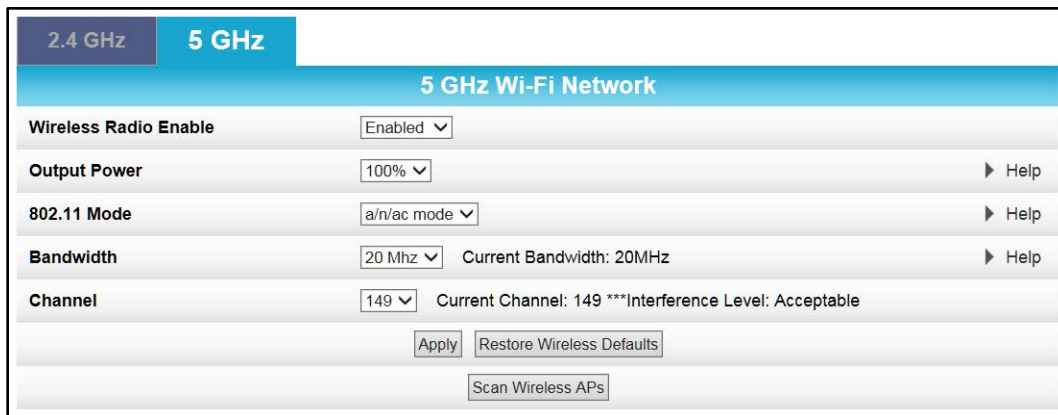 2.4 GHz 5 GHz
5 GHz Wi-Fi Network
Wireless Radio Enable Enabled
Output Power 100% Help
802.11 Mode a/n/ac mode Help
Bandwidth 20 Mhz Current Bandwidth: 20MHz Help
Channel 149 Current Channel: 149 ***Interference Level: Acceptable
Apply Restore Wireless Defaults
Scan Wireless APs